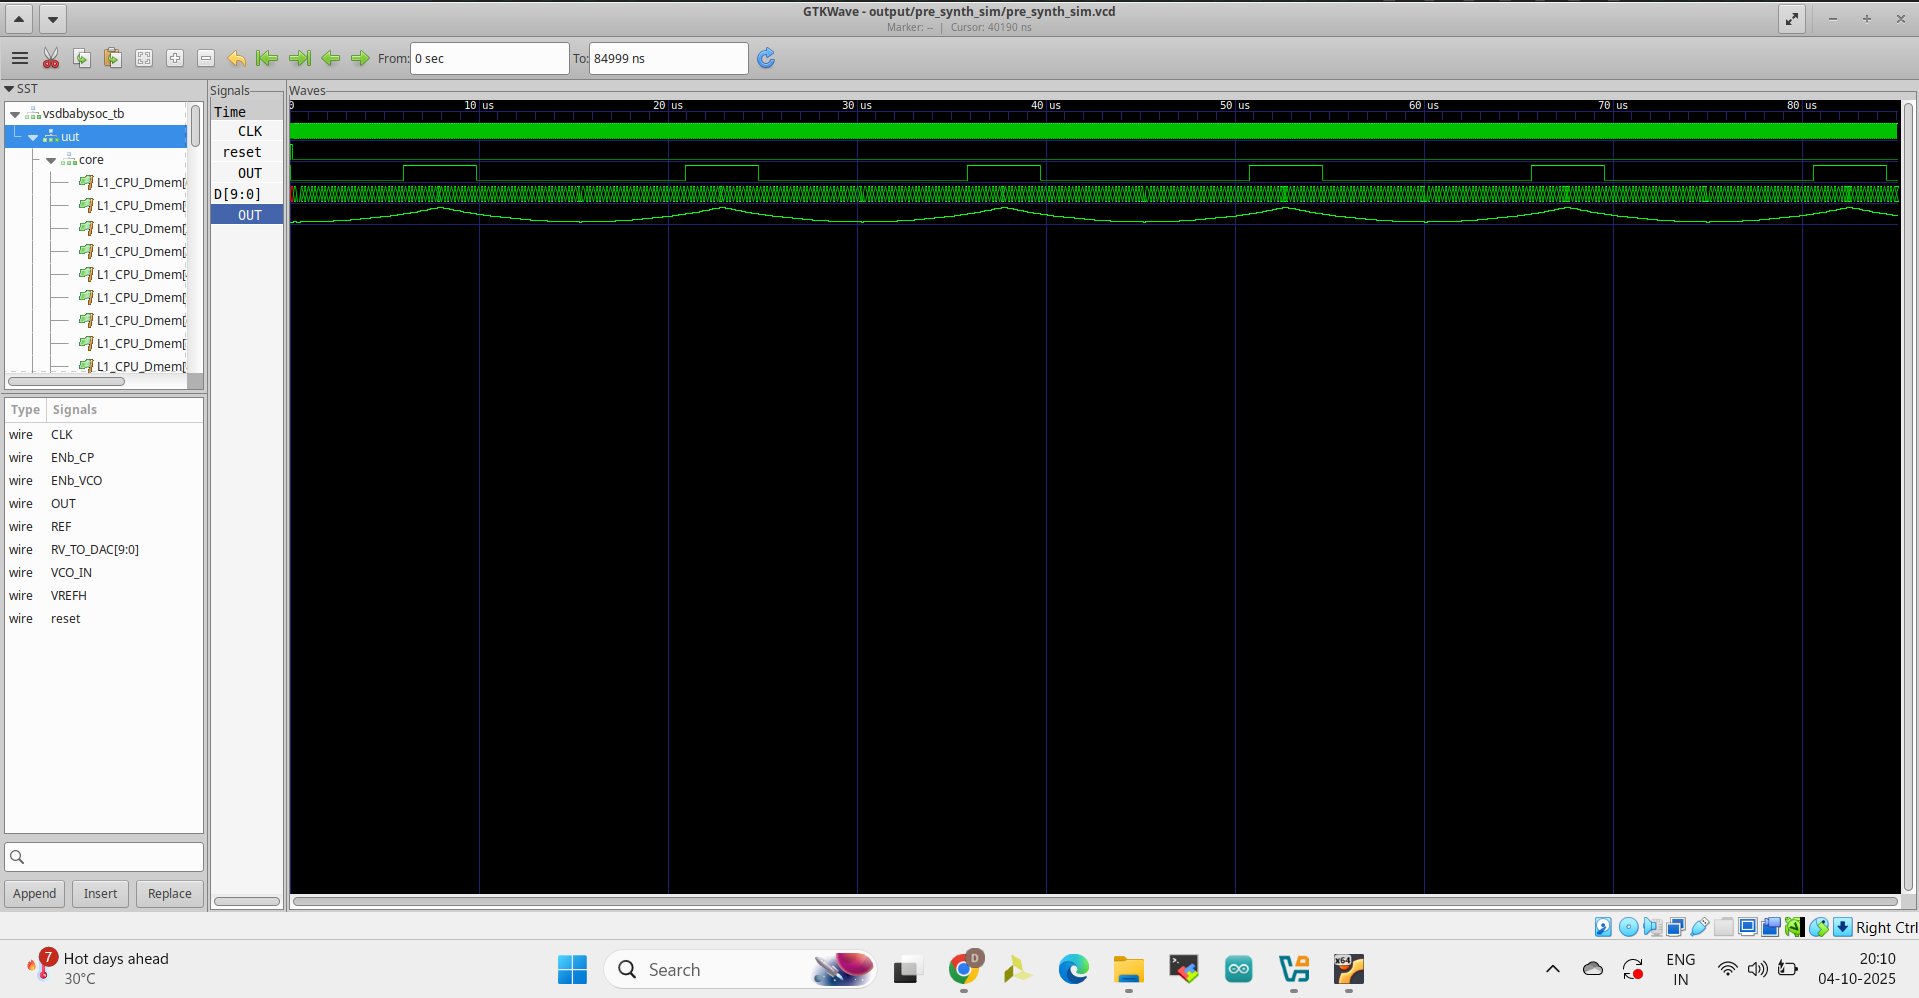 GTKWave - output/pre_synth_sim/pre_synth_sim.vcd
Marker: -- | Cursor: 40190 ns
From: 0 sec To: 84999 ns
SST
vsdbabysoc_tb
uut
core
L1_CPU_Dmem[
L1_CPU_Dmem[
L1_CPU_Dmem[
L1_CPU_Dmem[
L1_CPU_Dmem[
L1_CPU_Dmem[
L1_CPU_Dmem[
L1_CPU_Dmem[
L1_CPU_Dmem[
Type Signals
wire CLK
wire ENb_CP
wire ENb_VCO
wire OUT
wire REF
wire RV_TO_DAC[9:0]
wire VCO_IN
wire VREFH
wire reset
Append Insert Replace
Signals
Time
CLK
reset
OUT
D[9:0]
OUT
Waves
0 10 us 20 us 30 us 40 us 50 us 60 us 70 us 80 us
Right Ctrl
7
Hot days ahead
30°C
Search
D
x64
ENG
IN
20:10
04-10-2025